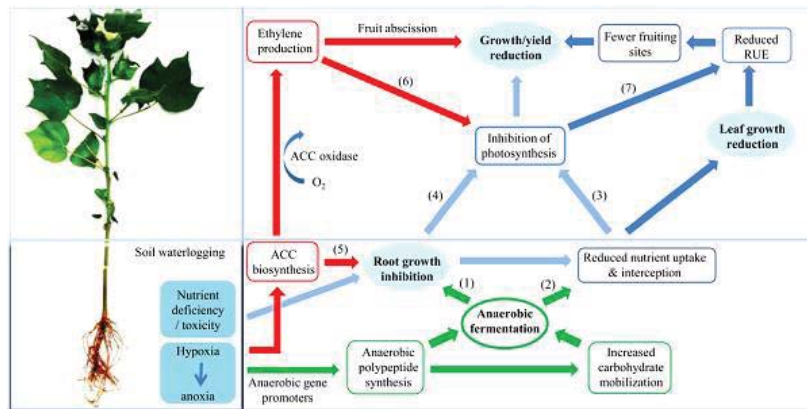 Ethylene
production
Fruit abscission
Growth/yield
reduction
Fewer fruiting
sites
Reduced
RUE
(6)
(7)
Inhibition of
photosynthesis
Leaf growth
reduction
ACC oxidase
O2
(4)
(3)
Soil waterlogging
ACC
biosynthesis
(5)
Root growth
inhibition
Reduced nutrient uptake
& interception
Nutrient
deficiency
/ toxicity
(1)
(2)
Anaerobic
fermentation
Hypoxia
anoxia
Anaerobic gene
promoters
Anaerobic
polypeptide
synthesis
Increased
carbohydrate
mobilization